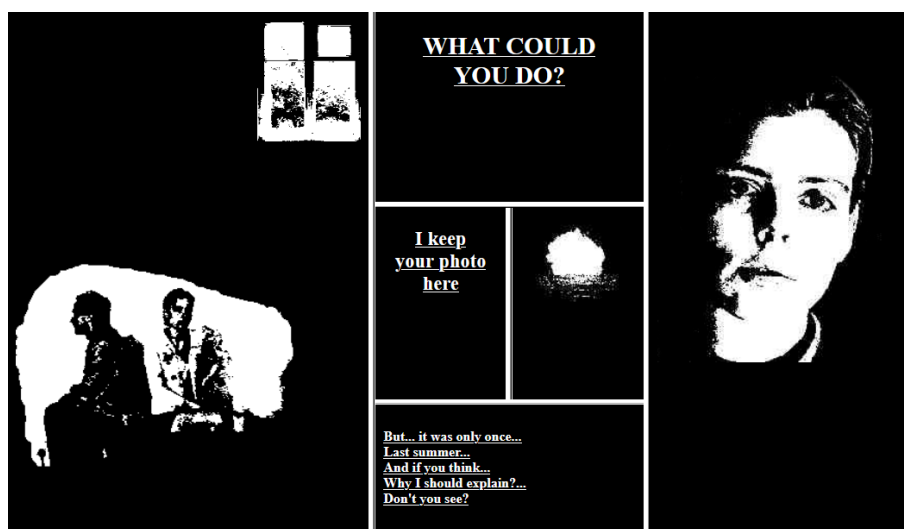 WHAT COULD
YOU DO?
I keep
your photo
here
But... it was only once...
Last summer...
And if you think...
Why I should explain?...
Don't you see?